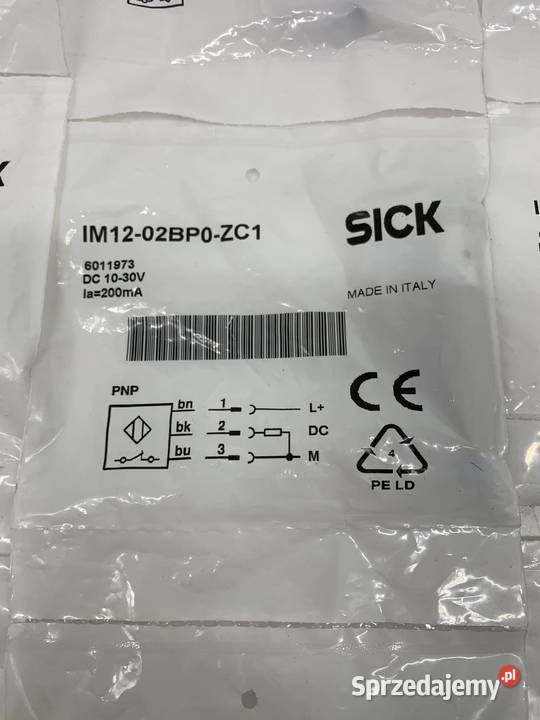 IM12-02BP0-ZC1
SICK
6011973
DC 10-30V
Ia=200mA
MADE IN ITALY
PNP
bn 1 L+
bk 2 DC
bu 3 M
CE
4
PE LD
Sprzedajemy.pl